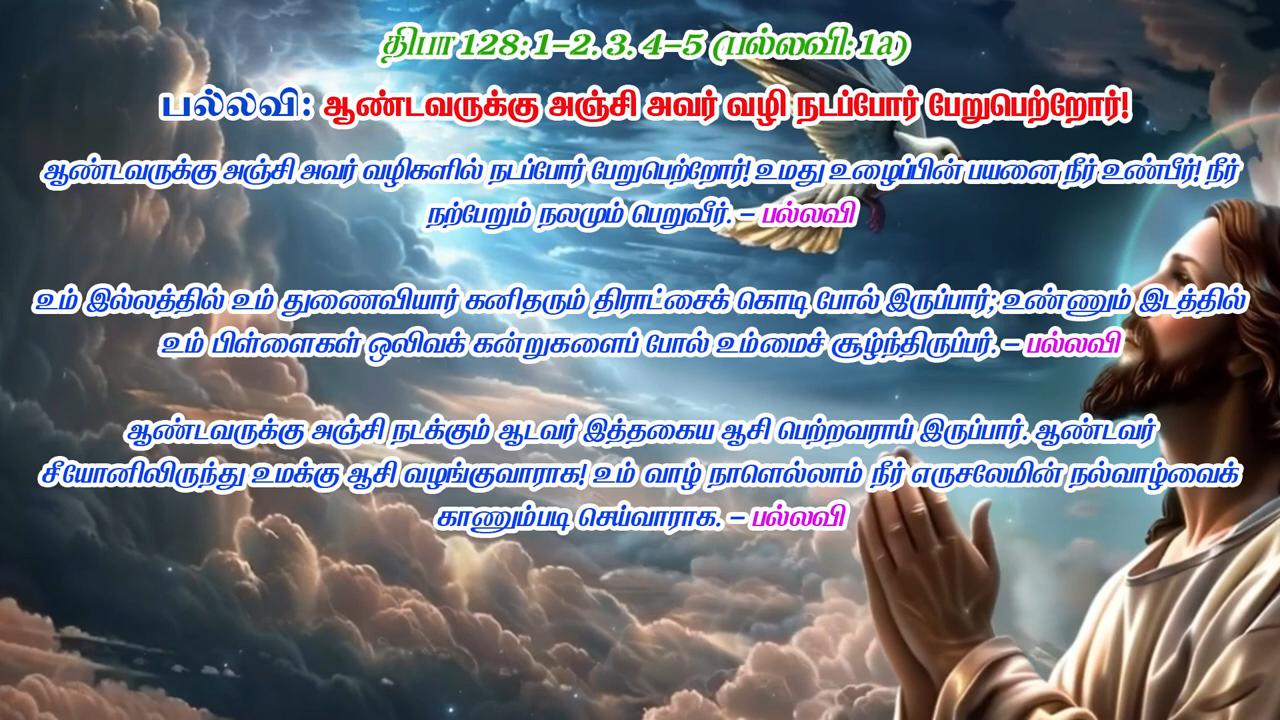 திபா 128: 1-2. 3. 4-5 (பல்லவி: 1a)
பல்லவி: ஆண்டவருக்கு அஞ்சி அவர் வழி நடப்போர் பேறுபெற்றோர்!
ஆண்டவருக்கு அஞ்சி அவர் வழிகளில் நடப்போர் பேறுபெற்றோர்! உமது உழைப்பின் பயனை நீர் உண்பீர்! நீர்
நற்பேறும் நலமும் பெறுவீர். – பல்லவி
உம் இல்லத்தில் உம் துணைவியார் கனிதரும் திராட்சைக் கொடி போல் இருப்பார்; உண்ணும் இடத்தில்
உம் பிள்ளைகள் ஒலிவக் கன்றுகளைப் போல் உம்மைச் சூழ்ந்திருப்பர். – பல்லவி
ஆண்டவருக்கு அஞ்சி நடக்கும் ஆடவர் இத்தகைய ஆசி பெற்றவராய் இருப்பார். ஆண்டவர்
சீயோனிலிருந்து உமக்கு ஆசி வழங்குவாராக! உம் வாழ் நாளெல்லாம் நீர் எருசலேமின் நல்வாழ்வைக்
காணும்படி செய்வாராக. – பல்லவி